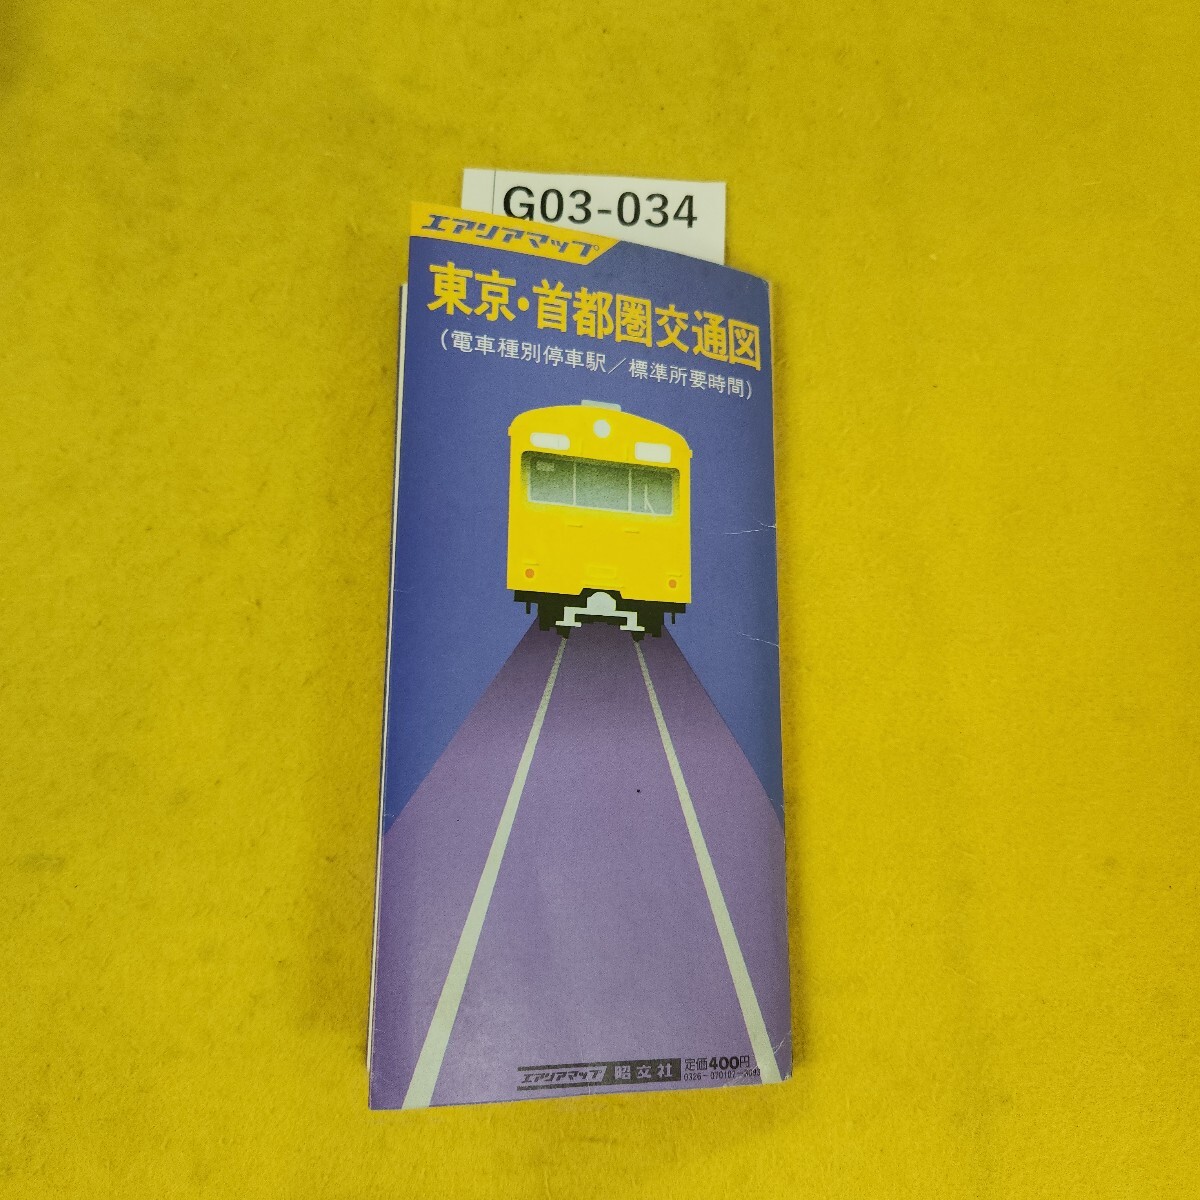 G03-034
エアリアマップ
東京・首都圏交通図
(電車種別停車駅/標準所要時間)
エアリアマップ 昭文社 定価400円